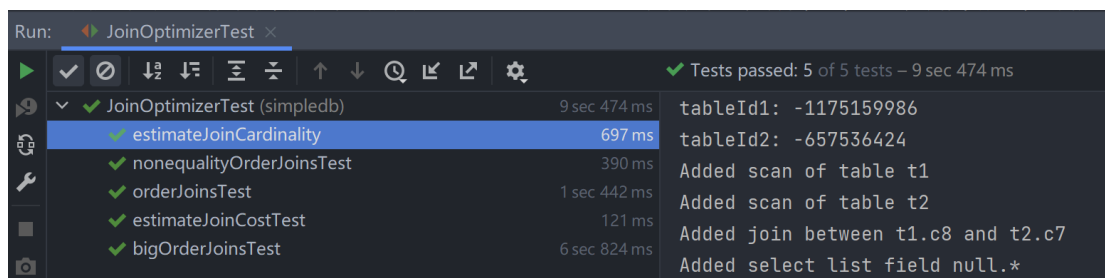 Run: JoinOptimizerTest ×
Tests passed: 5 of 5 tests – 9 sec 474 ms
JoinOptimizerTest (simpledb) 9 sec 474 ms
estimateJoinCardinality 697 ms
nonequalityOrderJoinsTest 390 ms
orderJoinsTest 1 sec 442 ms
estimateJoinCostTest 121 ms
bigOrderJoinsTest 6 sec 824 ms
tableId1: -1175159986
tableId2: -657536424
Added scan of table t1
Added scan of table t2
Added join between t1.c8 and t2.c7
Added select list field null.*